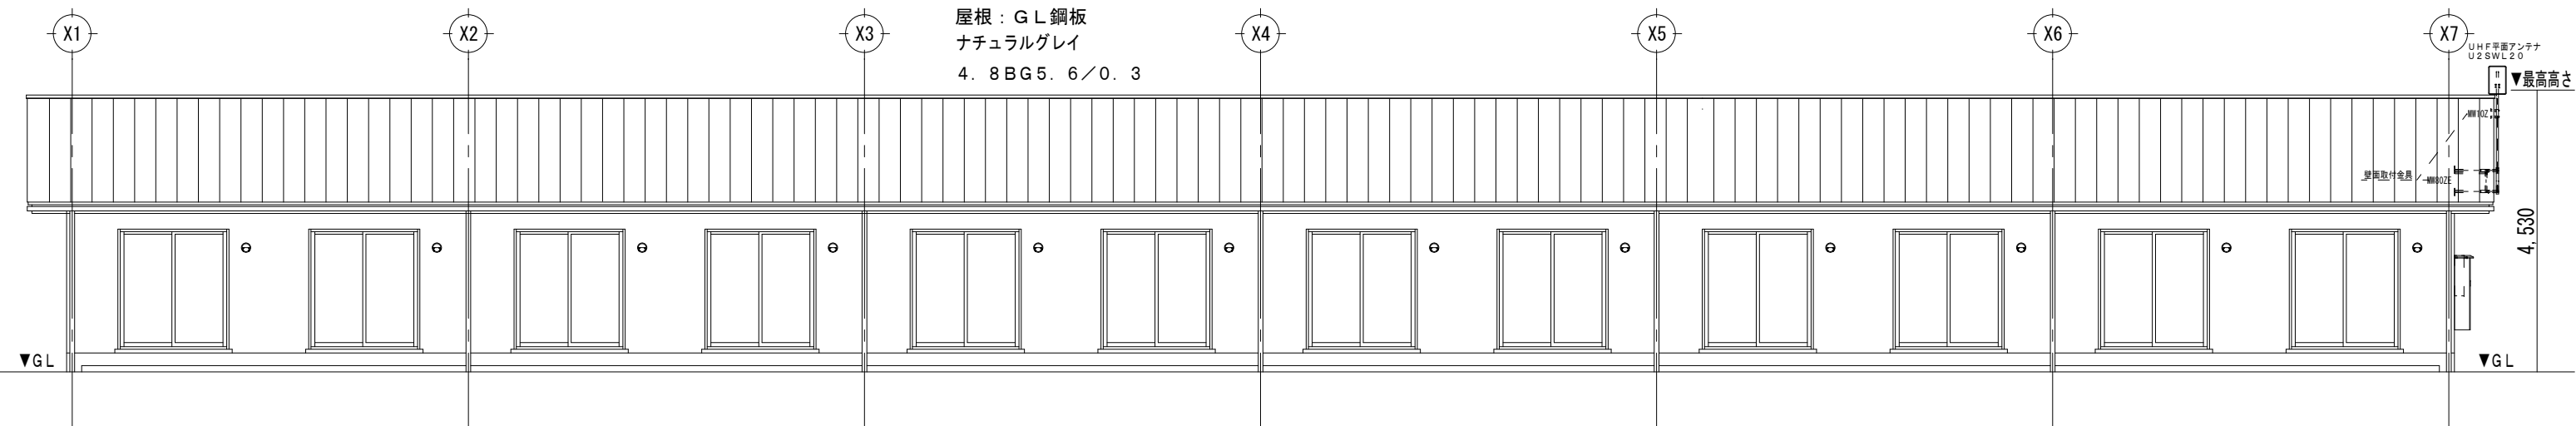 X1
X2
X3
X4
X5
X6
X7
屋根：ＧＬ鋼板
ナチュラルグレイ
４．８ＢＧ５．６／０．３
ＵＨＦ平面アンテナ
Ｕ２ＳＷＬ２０
▼最高高さ
MW10Z
壁面取付金具
MW80ZE
4,530
▼ＧＬ
▼ＧＬ